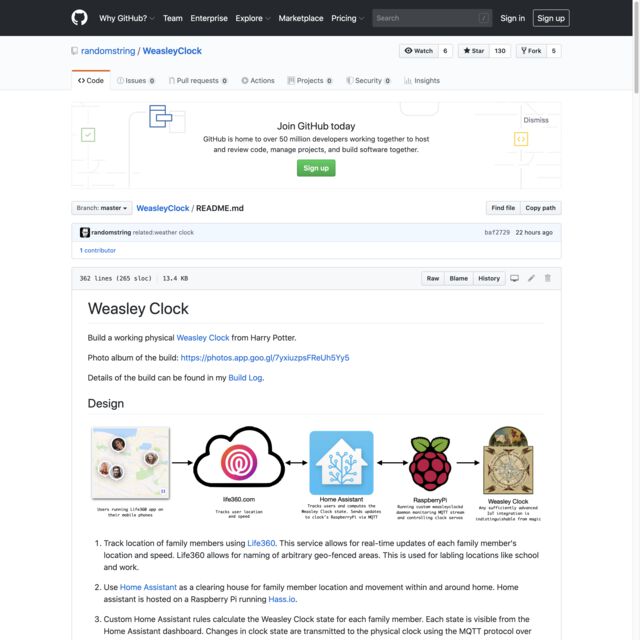 Why GitHub? Team Enterprise Explore Marketplace Pricing Search / Sign in Sign up
randomstring / WeasleyClock Watch 6 Star 130 Fork 5
Code Issues 0 Pull requests 0 Actions Projects 0 Security 0 Insights
Join GitHub today
Dismiss
GitHub is home to over 50 million developers working together to host
and review code, manage projects, and build software together.
Sign up
Branch: master WeasleyClock / README.md Find file Copy path
randomstring related:weather clock baf2729 22 hours ago
1 contributor
362 lines (265 sloc) 13.4 KB Raw Blame History
Weasley Clock
Build a working physical Weasley Clock from Harry Potter.
Photo album of the build: https://photos.app.goo.gl/7yxiuzpsFReUh5Yy5
Details of the build can be found in my Build Log.
Design
Users running Life360 app on
their mobile phones
life360.com
Track user location
and speed
Home Assistant
Tracks users and computes the
Weasley Clock state. Sends updates
to clock's RaspberryPi via MQTT
RaspberryPi
Running custom weasleyclockd
daemon monitoring MQTT stream
and controlling clock servos
Weasley Clock
Any sufficiently advanced
IoT integration is
indistinguishable from magic
1. Track location of family members using Life360. This service allows for real-time updates of each family member's
location and speed. Life360 allows for naming of arbitrary geo-fenced areas. This is used for labling locations like school
and work.
2. Use Home Assistant as a clearing house for family member location and movement within and around home. Home
assistant is hosted on a Raspberry Pi running Hass.io.
3. Custom Home Assistant rules calculate the Weasley Clock state for each family member. Each state is visible from the
Home Assistant dashboard. Changes in clock state are transmitted to the physical clock using the MQTT protocol over